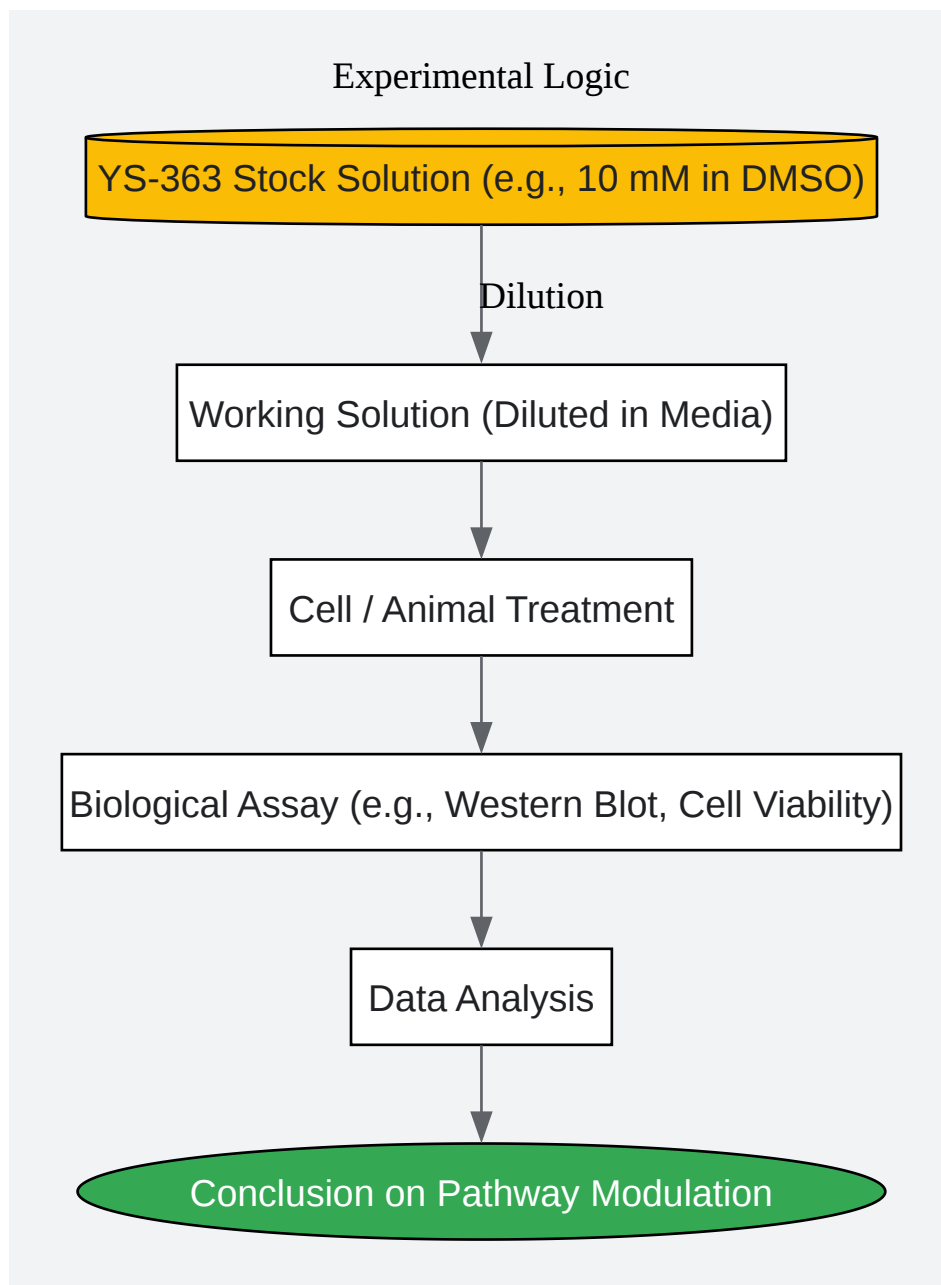 Experimental Logic
YS-363 Stock Solution (e.g., 10 mM in DMSO)
Dilution
Working Solution (Diluted in Media)
Cell / Animal Treatment
Biological Assay (e.g., Western Blot, Cell Viability)
Data Analysis
Conclusion on Pathway Modulation